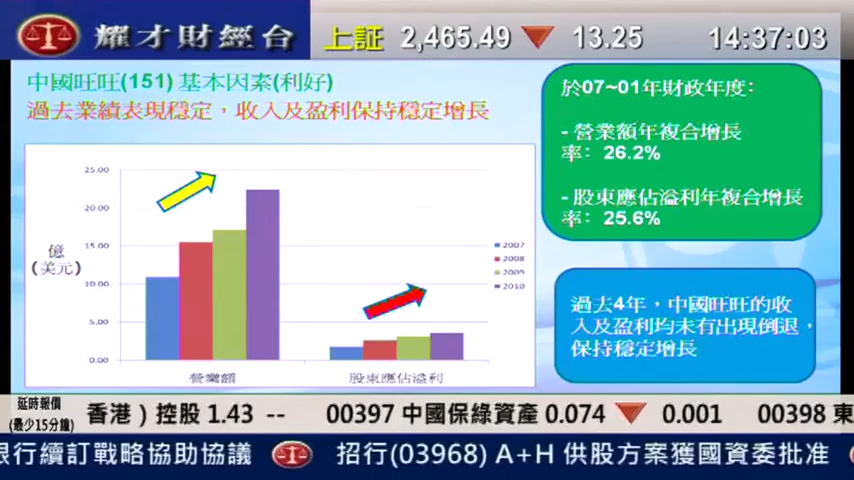 耀才財經台
上証 2,465.49 13.25 14:37:03
中國旺旺(151) 基本因素(利好)
過去業績表現穩定，收入及盈利保持穩定增長
25.00
20.00
15.00
10.00
5.00
0.00
億
(美元)
營業額
股東應佔溢利
2007
2008
2009
2010
於07~01年財政年度:
- 營業額年複合增長
率： 26.2%
- 股東應佔溢利年複合增長
率： 25.6%
過去4年，中國旺旺的收
入及盈利均未有出現倒退，
保持穩定增長
延時報價
(最少15分鐘)
香港）控股 1.43 -- 00397 中國保綠資產 0.074 0.001 00398 東
銀行續訂戰略協助協議 招行(03968) A+H 供股方案獲國資委批准